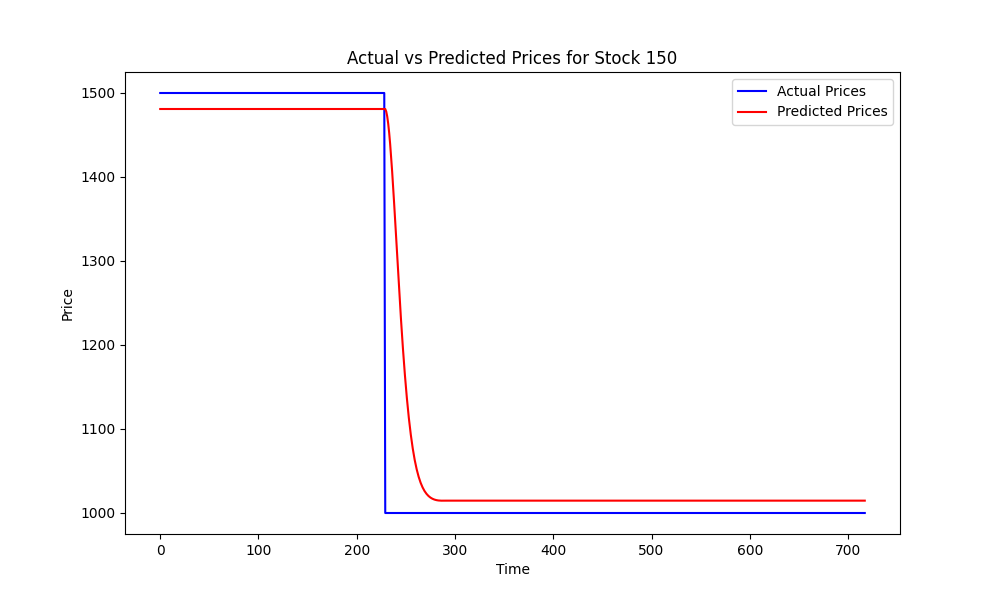 Actual vs Predicted Prices for Stock 150
Actual Prices
Predicted Prices
Price
1500
1400
1300
1200
1100
1000
0 100 200 300 400 500 600 700
Time